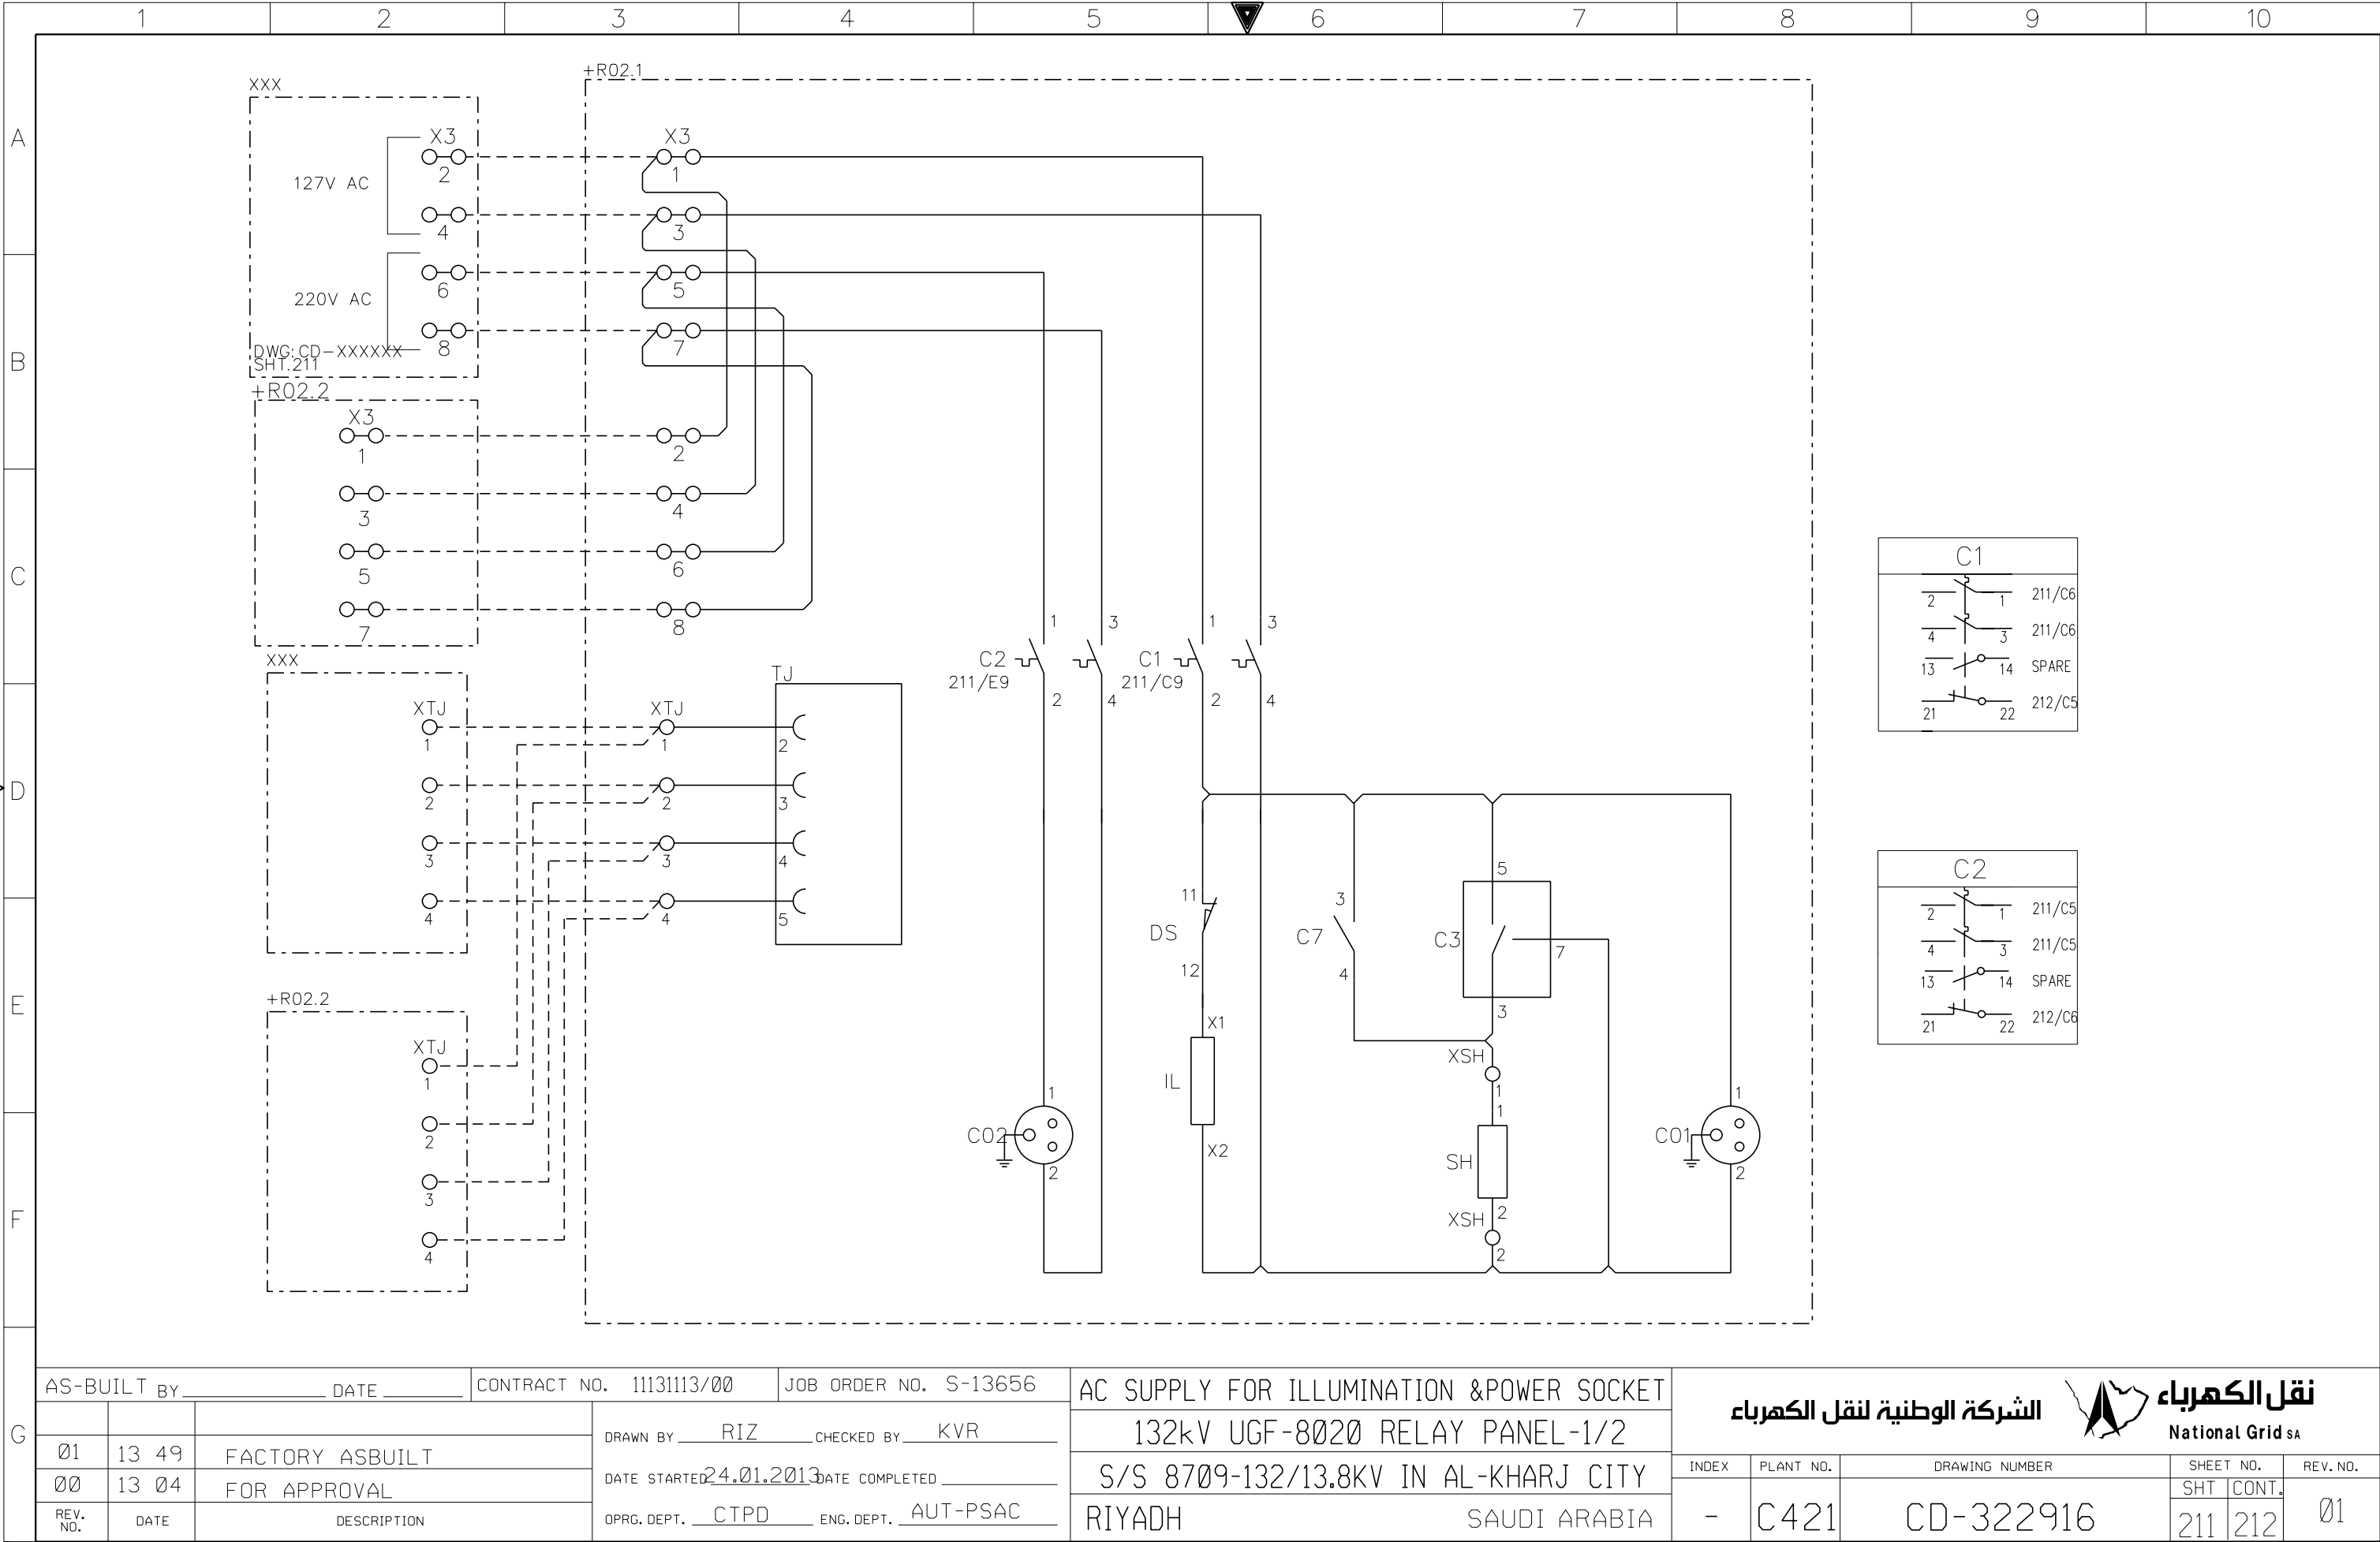 1 2 3 4 5 6 7 8 9 10
A
B
C
D
E
F
G
XXX
127V AC
220V AC
X3
2
4
6
8
DWG:CD-XXXXXX
SHT.211
+R02.2
X3
1
3
5
7
XXX
XTJ
1
2
3
4
+R02.2
XTJ
1
2
3
4
+R02.1
X3
1
3
5
7
2
4
6
8
XTJ
1
2
3
4
TJ
2
3
4
5
C2
211/E9
1
2
3
4
C1
211/C9
1
2
3
4
CO2
1
2
DS
11
12
IL
X1
X2
C7
3
4
C3
5
7
3
XSH
1
1
SH
2
XSH
2
CO1
1
2
C1
2 1 211/C6
4 3 211/C6
13 14 SPARE
21 22 212/C5
C2
2 1 211/C5
4 3 211/C5
13 14 SPARE
21 22 212/C6
AS-BUILT BY DATE
CONTRACT NO. 11131113/00
JOB ORDER NO. S-13656
01 13 49 FACTORY ASBUILT
00 13 04 FOR APPROVAL
REV. NO. DATE DESCRIPTION
DRAWN BY RIZ CHECKED BY KVR
DATE STARTED 24.01.2013 DATE COMPLETED
OPRG. DEPT. CTPD ENG. DEPT. AUT-PSAC
AC SUPPLY FOR ILLUMINATION &POWER SOCKET
132kV UGF-8020 RELAY PANEL-1/2
S/S 8709-132/13.8KV IN AL-KHARJ CITY
RIYADH SAUDI ARABIA
الشركة الوطنية لنقل الكهرباء
نقل الكهرباء
National Grid SA
INDEX PLANT NO. DRAWING NUMBER SHEET NO. REV. NO.
SHT CONT.
- C421 CD-322916 211 212 01